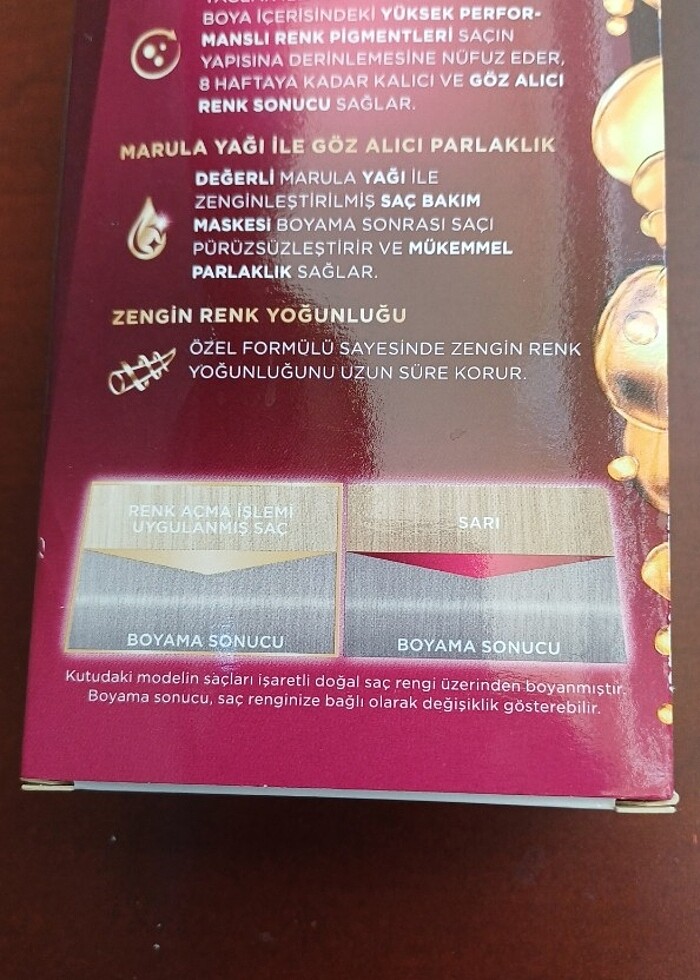 BOYA İÇERİSİNDEKİ YÜKSEK PERFOR-
MANSLI RENK PİGMENTLERİ SAÇIN
YAPISINA DERİNLEMESİNE NÜFUZ EDER,
8 HAFTAYA KADAR KALICI VE GÖZ ALICI
RENK SONUCU SAĞLAR.
MARULA YAĞI İLE GÖZ ALICI PARLAKLIK
DEĞERLİ MARULA YAĞI İLE
ZENGİNLEŞTİRİLMİŞ SAÇ BAKIM
MASKESİ BOYAMA SONRASI SAÇI
PÜRÜZSÜZLEŞTİRİR VE MÜKEMMEL
PARLAKLIK SAĞLAR.
ZENGİN RENK YOĞUNLUĞU
ÖZEL FORMÜLÜ SAYESİNDE ZENGİN RENK
YOĞUNLUĞUNU UZUN SÜRE KORUR.
RENK AÇMA İŞLEMİ
UYGULANMIŞ SAÇ
SARI
BOYAMA SONUCU
BOYAMA SONUCU
Kutudaki modelin saçları işaretli doğal saç rengi üzerinden boyanmıştır.
Boyama sonucu, saç renginize bağlı olarak değişiklik gösterebilir.